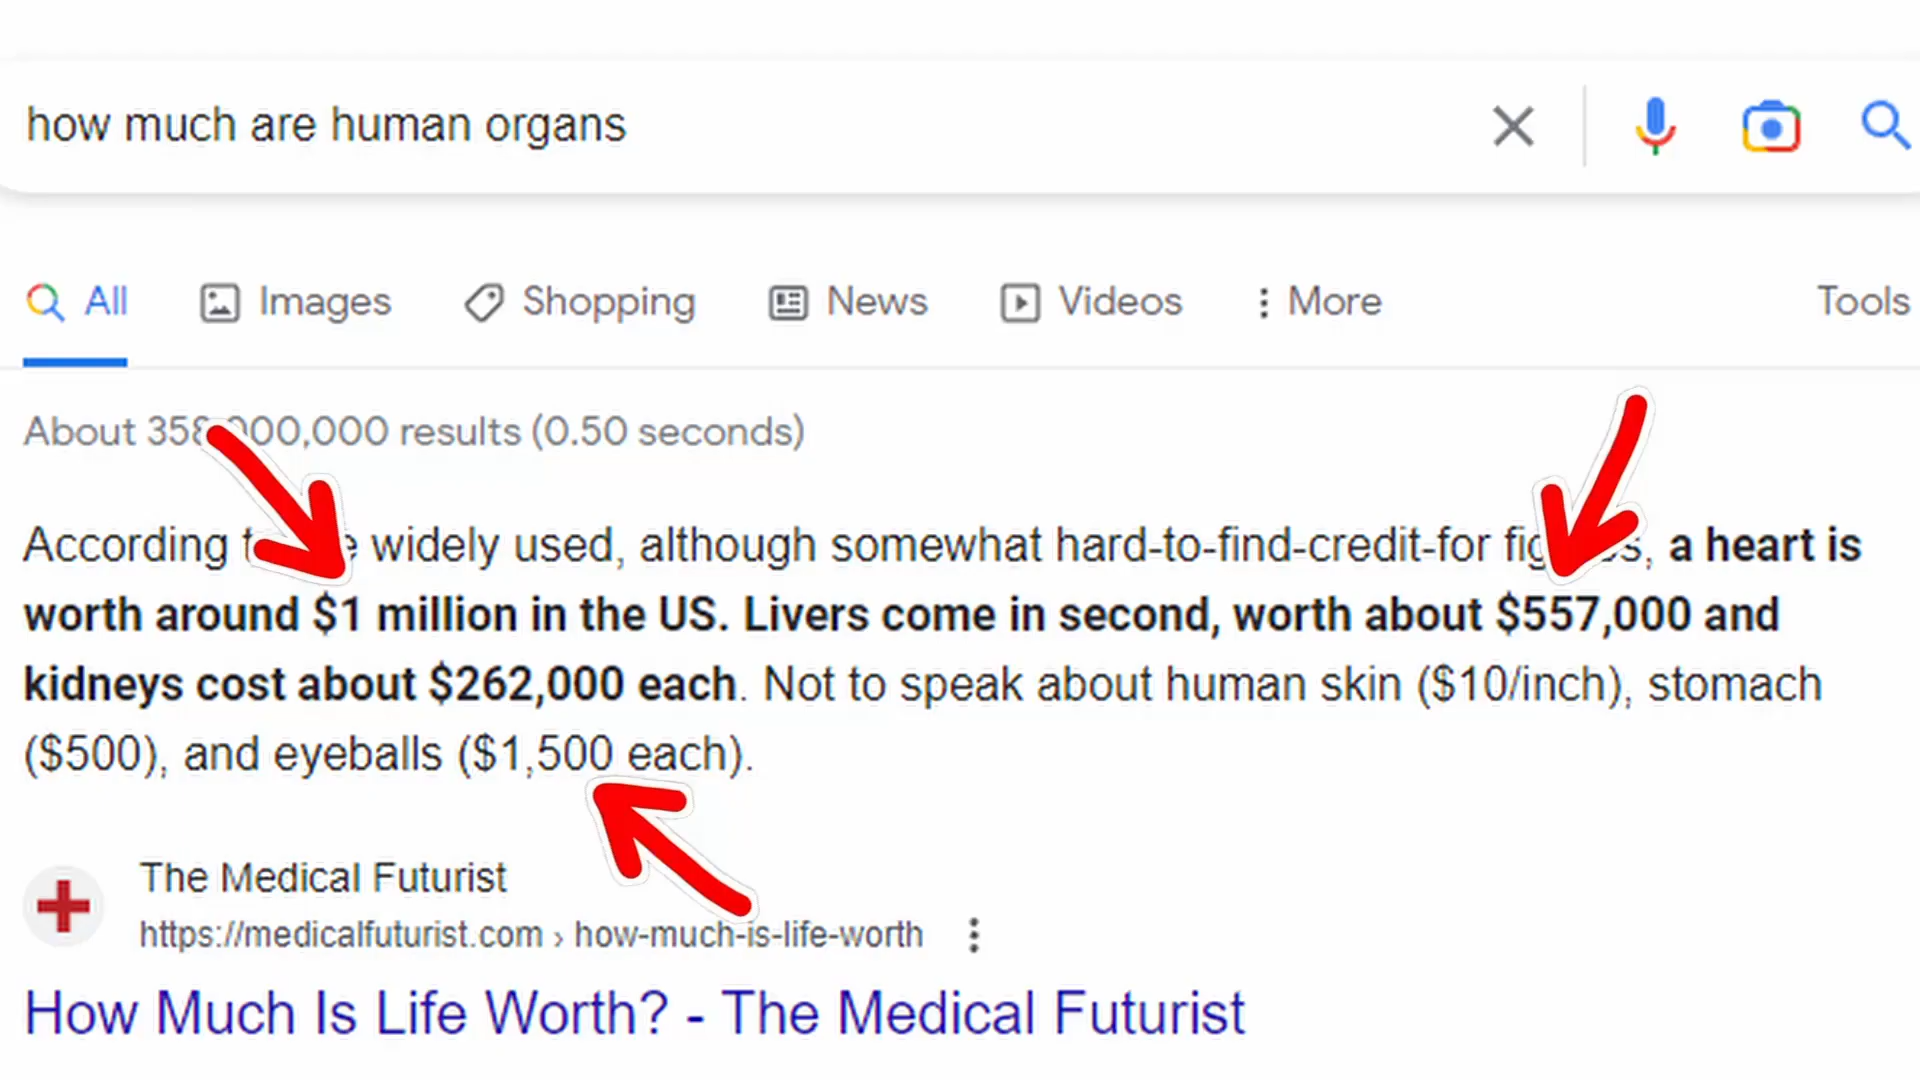 how much are human organs
All Images Shopping News Videos More Tools
About 358,000,000 results (0.50 seconds)
According widely used, although somewhat hard-to-find-credit-for a heart is
worth around $1 million in the US. Livers come in second, worth about $557,000 and
kidneys cost about $262,000 each. Not to speak about human skin ($10/inch), stomach
($500), and eyeballs ($1,500 each).
The Medical Futurist
https://medicalfuturist.com › how-much-is-life-worth
How Much Is Life Worth? - The Medical Futurist